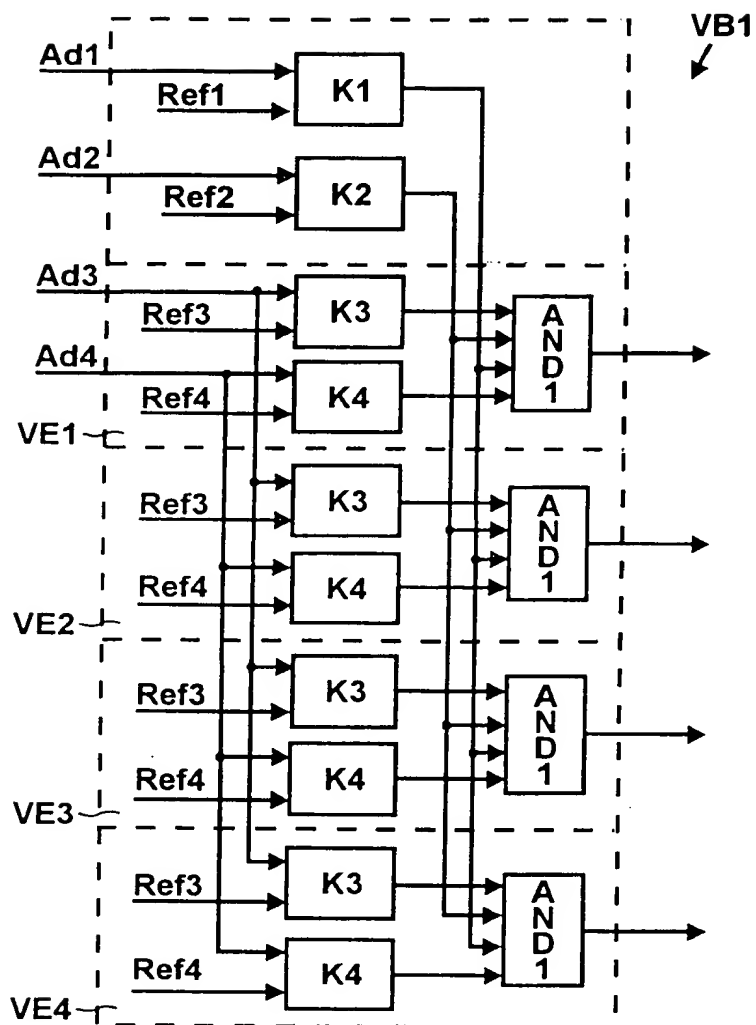 VB1
Ad1
Ref1
K1
Ad2
Ref2
K2
Ad3
Ref3
K3
Ad4
Ref4
K4
AND1
VE1
Ref3
K3
Ref4
K4
AND1
VE2
Ref3
K3
Ref4
K4
AND1
VE3
Ref3
K3
Ref4
K4
AND1
VE4